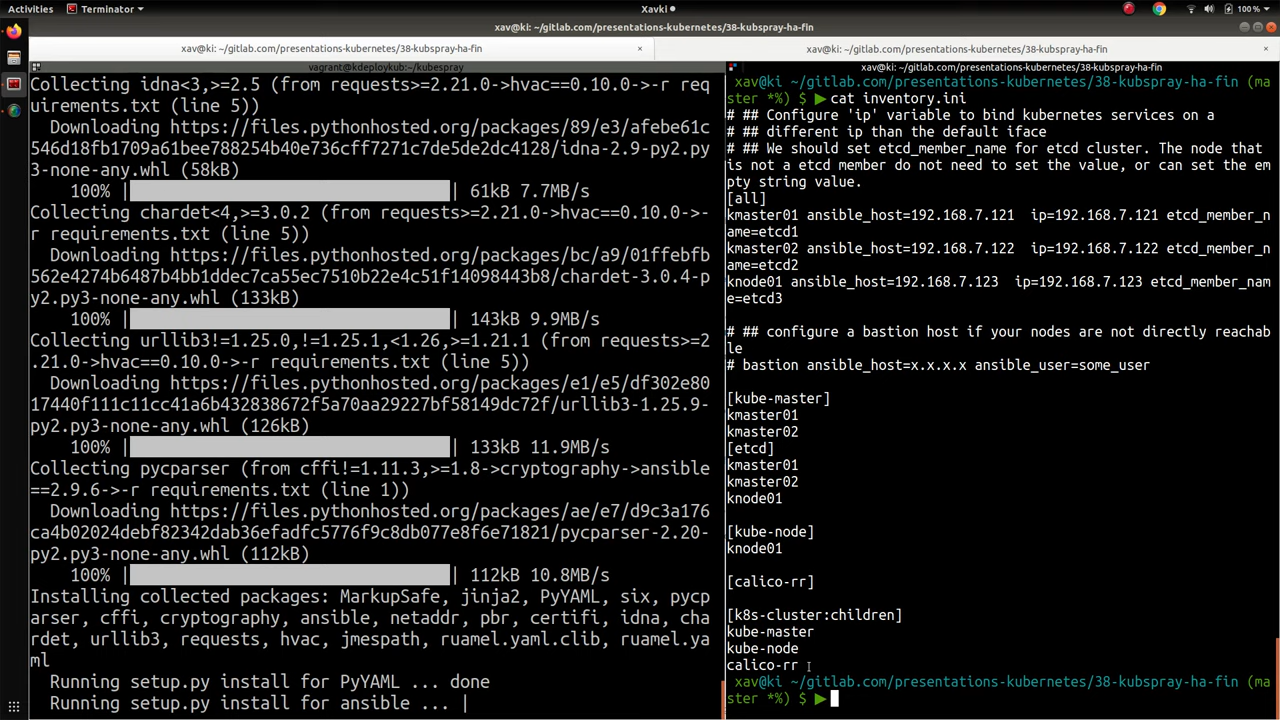 Activities
Terminator
Xavki
100 %
xav@ki: ~/gitlab.com/presentations-kubernetes/38-kubspray-ha-fin
xav@ki: ~/gitlab.com/presentations-kubernetes/38-kubspray-ha-fin ×
xav@ki: ~/gitlab.com/presentations-kubernetes/38-kubspray-ha-fin ×
vagrant@kdeploykub:~/kubespray
Collecting idna<3,>=2.5 (from requests>=2.21.0->hvac==0.10.0->-r req
uirements.txt (line 5))
Downloading https://files.pythonhosted.org/packages/89/e3/afebe61c
546d18fb1709a61bee788254b40e736cff7271c7de5de2dc4128/idna-2.9-py2.py
3-none-any.whl (58kB)
100% || 61kB 7.7MB/s
Collecting chardet<4,>=3.0.2 (from requests>=2.21.0->hvac==0.10.0->-
r requirements.txt (line 5))
Downloading https://files.pythonhosted.org/packages/bc/a9/01ffebfb
562e4274b6487b4bb1ddec7ca55ec7510b22e4c51f14098443b8/chardet-3.0.4-p
y2.py3-none-any.whl (133kB)
100% || 143kB 9.9MB/s
Collecting urllib3!=1.25.0,!=1.25.1,<1.26,>=1.21.1 (from requests>=2
.21.0->hvac==0.10.0->-r requirements.txt (line 5))
Downloading https://files.pythonhosted.org/packages/e1/e5/df302e80
17440f111c11cc41a6b432838672f5a70aa29227bf58149dc72f/urllib3-1.25.9-
py2.py3-none-any.whl (126kB)
100% || 133kB 11.9MB/s
Collecting pycparser (from cffi!=1.11.3,>=1.8->cryptography->ansible
==2.9.6->-r requirements.txt (line 1))
Downloading https://files.pythonhosted.org/packages/ae/e7/d9c3a176
ca4b02024debf82342dab36efadfc5776f9c8db077e8f6e71821/pycparser-2.20-
py2.py3-none-any.whl (112kB)
100% || 112kB 10.8MB/s
Installing collected packages: MarkupSafe, jinja2, PyYAML, six, pycp
arser, cffi, cryptography, ansible, netaddr, pbr, certifi, idna, cha
rdet, urllib3, requests, hvac, jmespath, ruamel.yaml.clib, ruamel.ya
ml
Running setup.py install for PyYAML ... done
Running setup.py install for ansible ... |
xav@ki: ~/gitlab.com/presentations-kubernetes/38-kubspray-ha-fin
xav@ki ~/gitlab.com/presentations-kubernetes/38-kubspray-ha-fin (ma
ster *%) $ ▶ cat inventory.ini
# ## Configure 'ip' variable to bind kubernetes services on a
# ## different ip than the default iface
# ## We should set etcd_member_name for etcd cluster. The node that
is not a etcd member do not need to set the value, or can set the em
pty string value.
[all]
kmaster01 ansible_host=192.168.7.121 ip=192.168.7.121 etcd_member_n
ame=etcd1
kmaster02 ansible_host=192.168.7.122 ip=192.168.7.122 etcd_member_n
ame=etcd2
knode01 ansible_host=192.168.7.123 ip=192.168.7.123 etcd_member_nam
e=etcd3
# ## configure a bastion host if your nodes are not directly reachab
le
# bastion ansible_host=x.x.x.x ansible_user=some_user
[kube-master]
kmaster01
kmaster02
[etcd]
kmaster01
kmaster02
knode01
[kube-node]
knode01
[calico-rr]
[k8s-cluster:children]
kube-master
kube-node
calico-rr
xav@ki ~/gitlab.com/presentations-kubernetes/38-kubspray-ha-fin (ma
ster *%) $ ▶